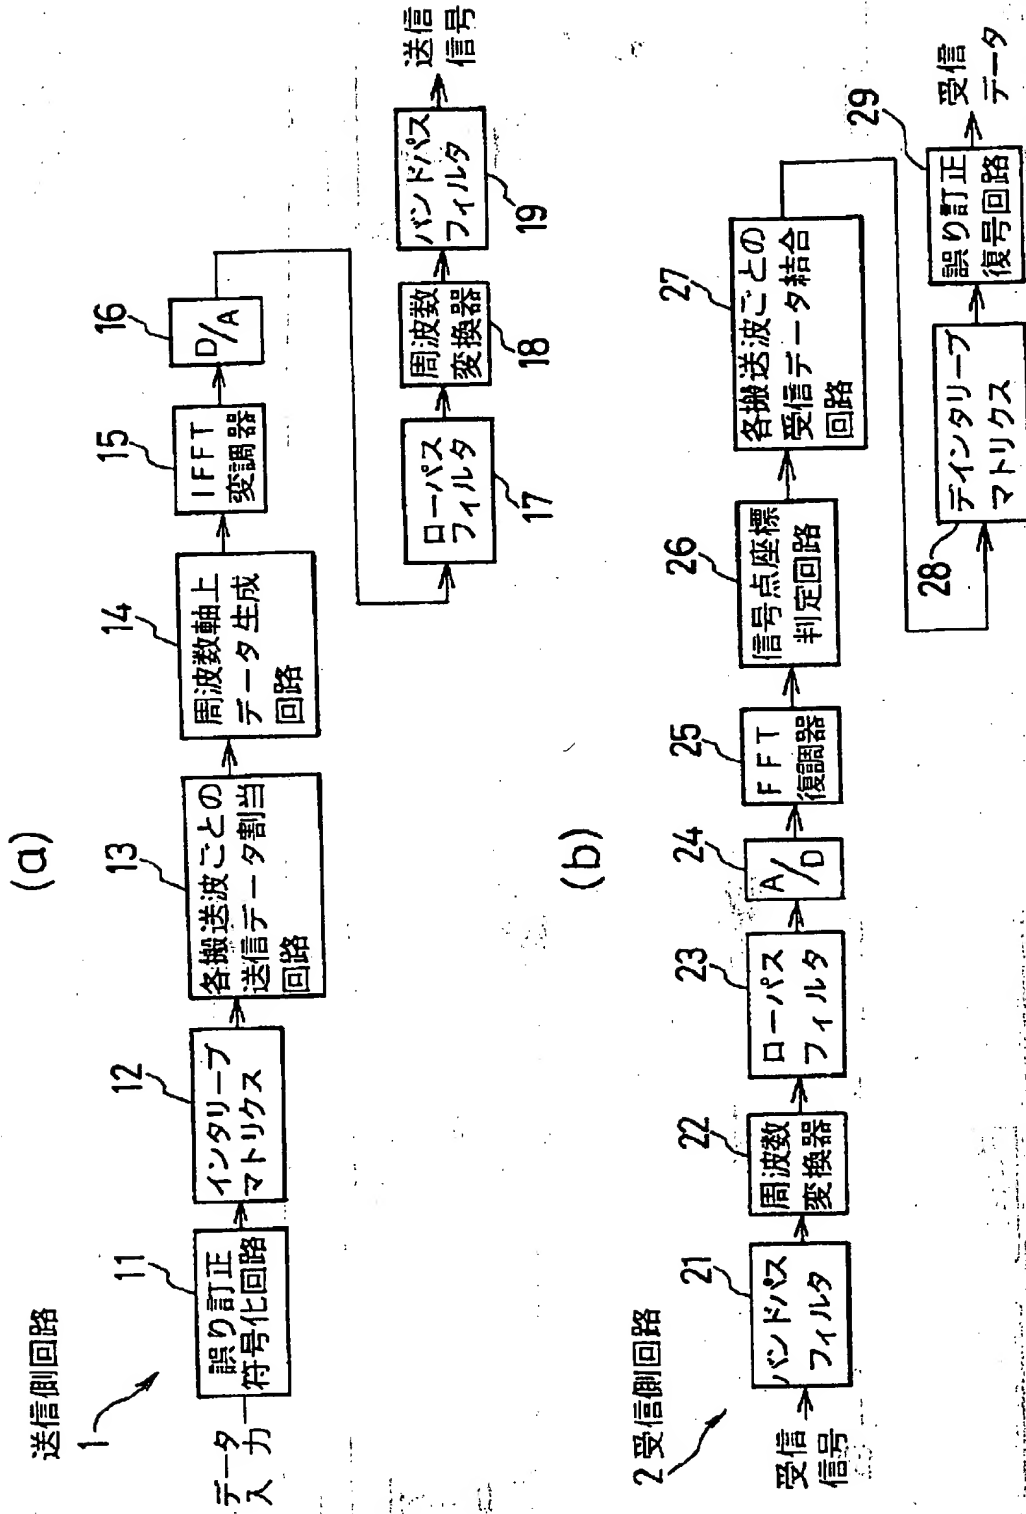 (a)
送信側回路
1
データ
入力
11
誤り訂正
符号化回路
12
インタリーブ
マトリクス
13
各搬送波ごとの
送信データ割当
回路
14
周波数軸上
データ生成
回路
15
IFFT
変調器
16
D/A
17
ローパス
フィルタ
18
周波数
変換器
19
バンドパス
フィルタ
送信
信号
(b)
2 受信側回路
受信
信号
21
バンドパス
フィルタ
22
周波数
変換器
23
ローパス
フィルタ
24
A/D
25
FFT
復調器
26
信号点座標
判定回路
27
各搬送波ごとの
受信データ結合
回路
28
デインタリーブ
マトリクス
29
誤り訂正
復号回路
受信
データ